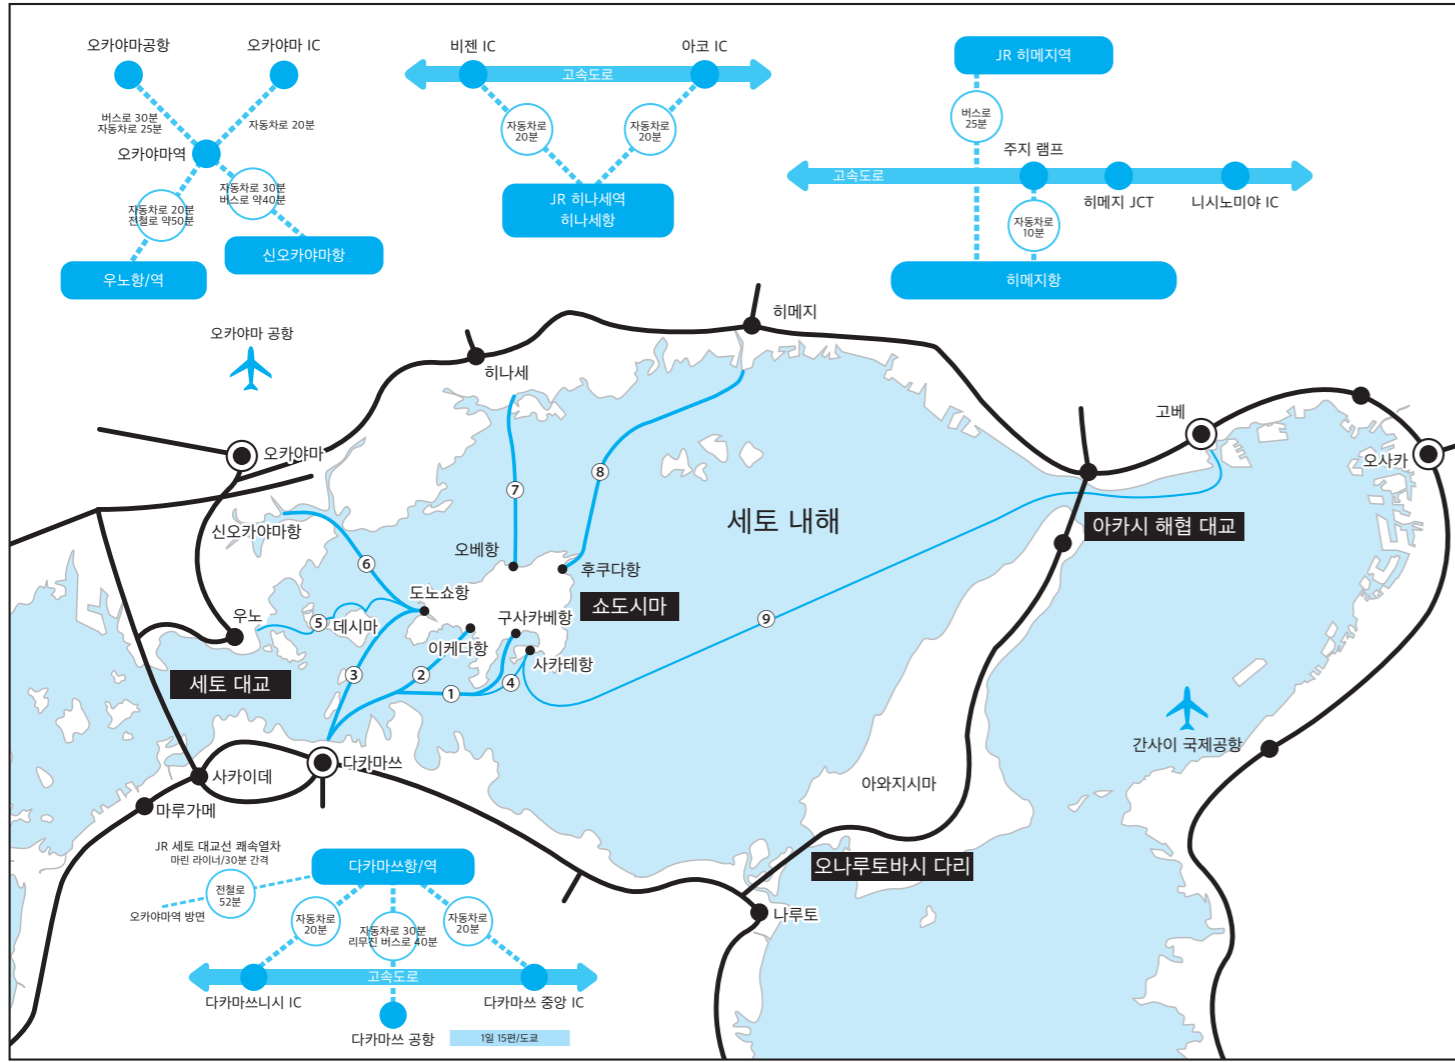 오카야마공항
오카야마 IC
버스로 30분
자동차로 25분
자동차로 20분
오카야마역
자동차로 20분
전철로 약50분
자동차로 30분
버스로 약40분
우노항/역
신오카야마항
비젠 IC
아코 IC
고속도로
자동차로
20분
자동차로
20분
JR 히나세역
히나세항
JR 히메지역
버스로
25분
주지 램프
고속도로
히메지 JCT
니시노미야 IC
자동차로
10분
히메지항
오카야마 공항
히나세
히메지
오카야마
고베
오사카
신오카야마항
세토 내해
아카시 해협 대교
오베항
후쿠다항
쇼도시마
도노쇼항
구사카베항
우노
데시마
이케다항
사카테항
세토 대교
①
②
③
④
⑤
⑥
⑦
⑧
⑨
간사이 국제공항
다카마쓰
사카이데
마루가메
아와지시마
오나루토바시 다리
나루토
JR 세토 대교선 쾌속열차
마린 라이너/30분 간격
다카마쓰항/역
전철로
52분
오카야마역 방면
자동차로
20분
자동차로 30분
리무진 버스로 40분
자동차로
20분
고속도로
다카마쓰니시 IC
다카마쓰 중앙 IC
다카마쓰 공항
1일 15편/도쿄